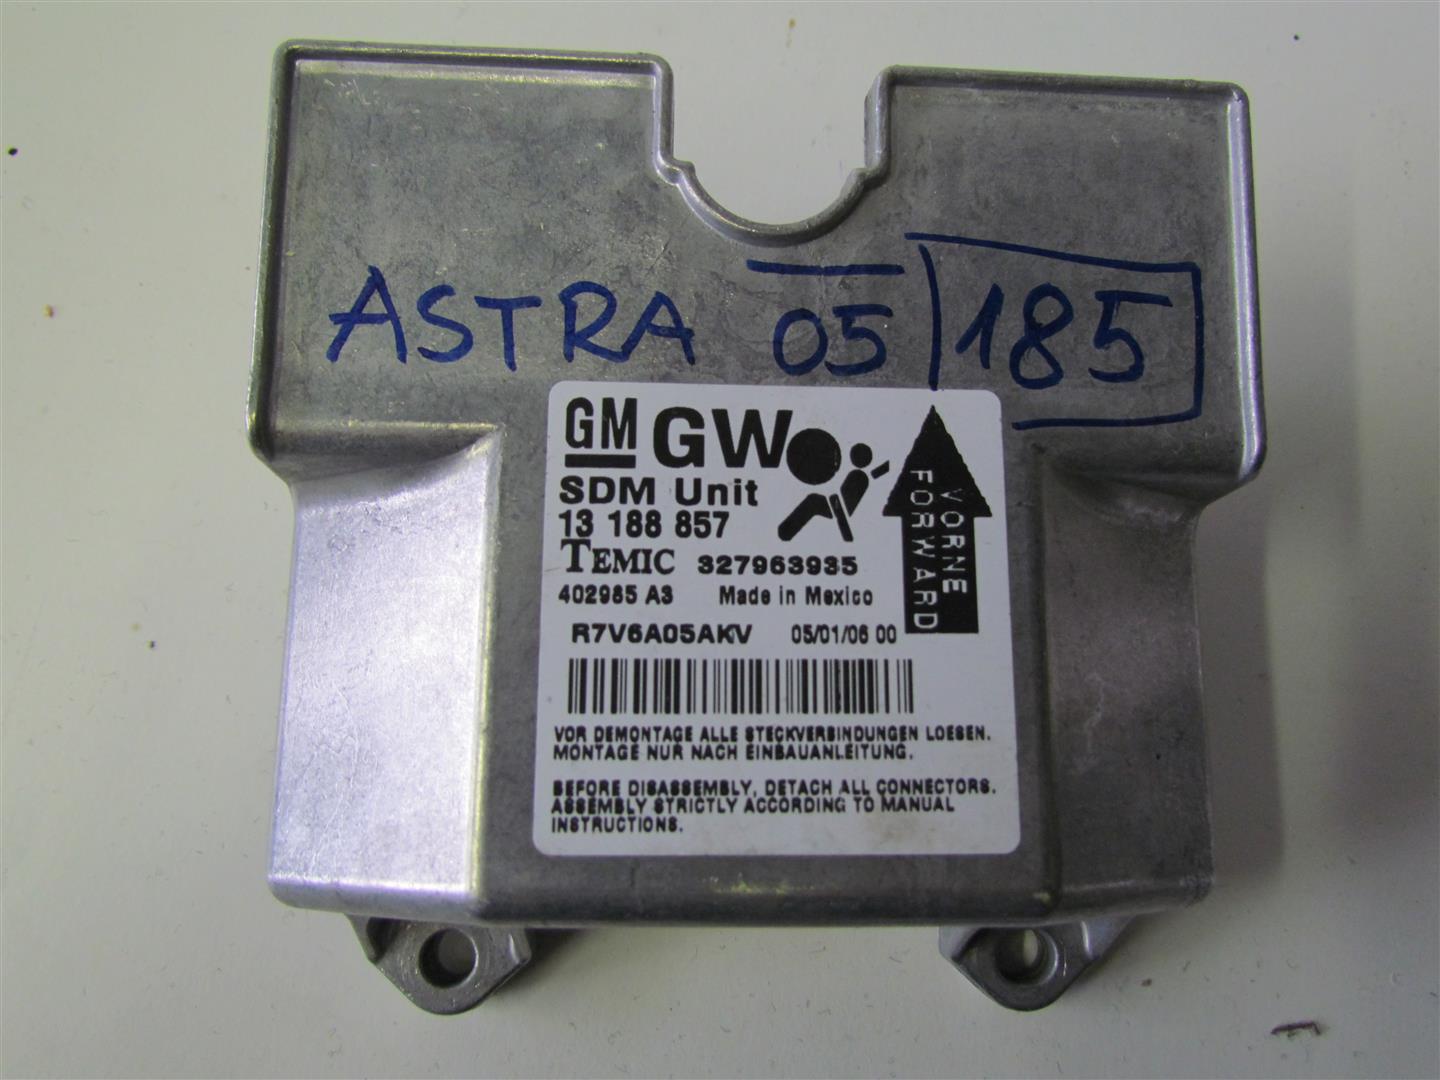 ASTRA 05 185
GM GW
SDM Unit
13 188 857
TEMIC 327963935
402985 A3 Made in Mexico
R7V6A05AKV 05/01/06 00
VORNE
FORWARD
VOR DEMONTAGE ALLE STECKVERBINDUNGEN LOESEN.
MONTAGE NUR NACH EINBAUANLEITUNG.
BEFORE DISASSEMBLY, DETACH ALL CONNECTORS.
ASSEMBLY STRICTLY ACCORDING TO MANUAL
INSTRUCTIONS.